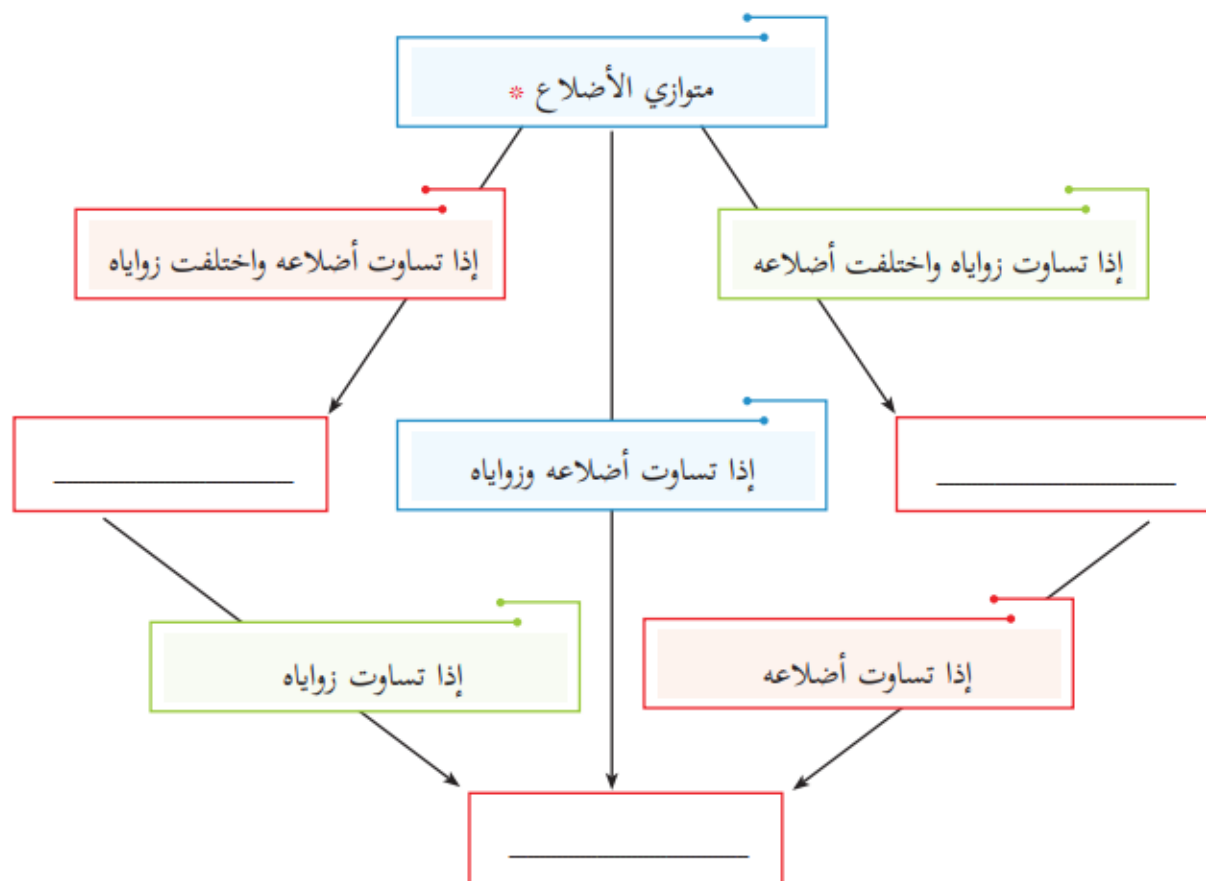 متوازي الأضلاع *
إذا تساوت زواياه واختلفت أضلاعه
إذا تساوت أضلاعه واختلفت زواياه
إذا تساوت أضلاعه وزواياه
إذا تساوت أضلاعه
إذا تساوت زواياه